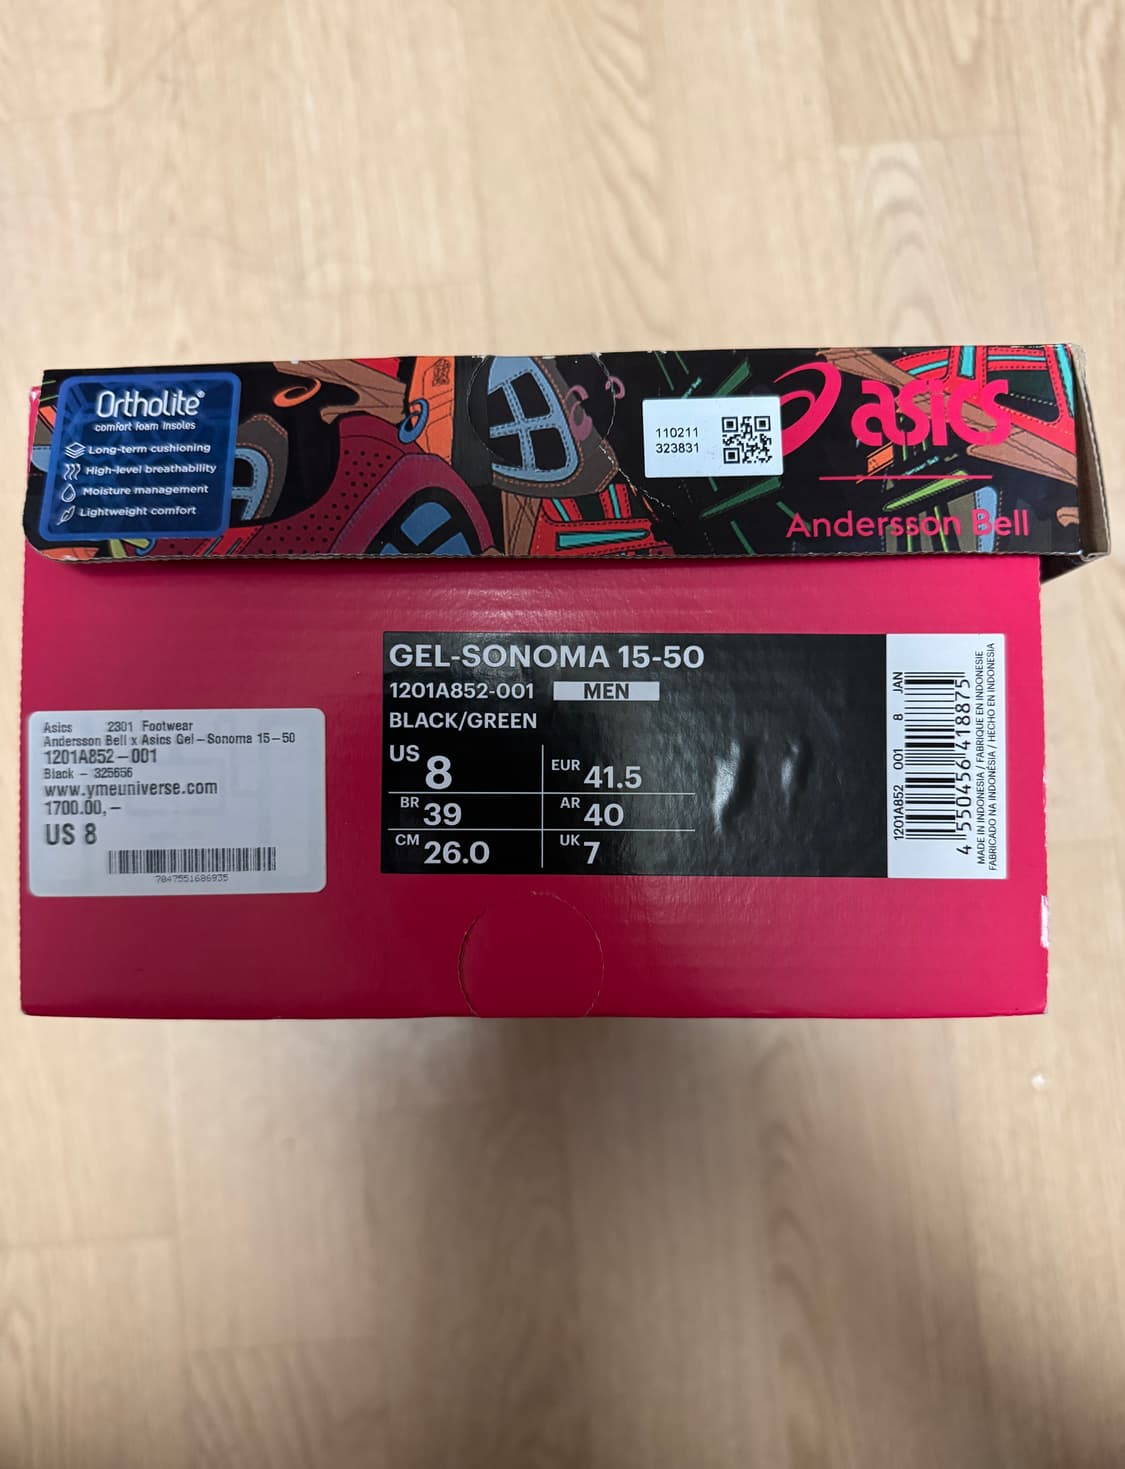 OrthoLite®
comfort foam insoles
Long-term cushioning
High-level breathability
Moisture management
Lightweight comfort
110211
323831
asics
Andersson Bell
GEL-SONOMA 15-50
1201A852-001 MEN
BLACK/GREEN
US 8
EUR 41.5
BR 39
AR 40
CM 26.0
UK 7
1201A852 001 8 JAN
4 550456 418875
MADE IN INDONESIA / FABRIQUE EN INDONESIE
FABRICADO NA INDONÉSIA / HECHO EN INDONESIA
Asics 2301 Footwear
Andersson Bell x Asics Gel-Sonoma 15-50
1201A852-001
Black - 325656
www.ymeuniverse.com
1700.00,-
US 8
7047551686935